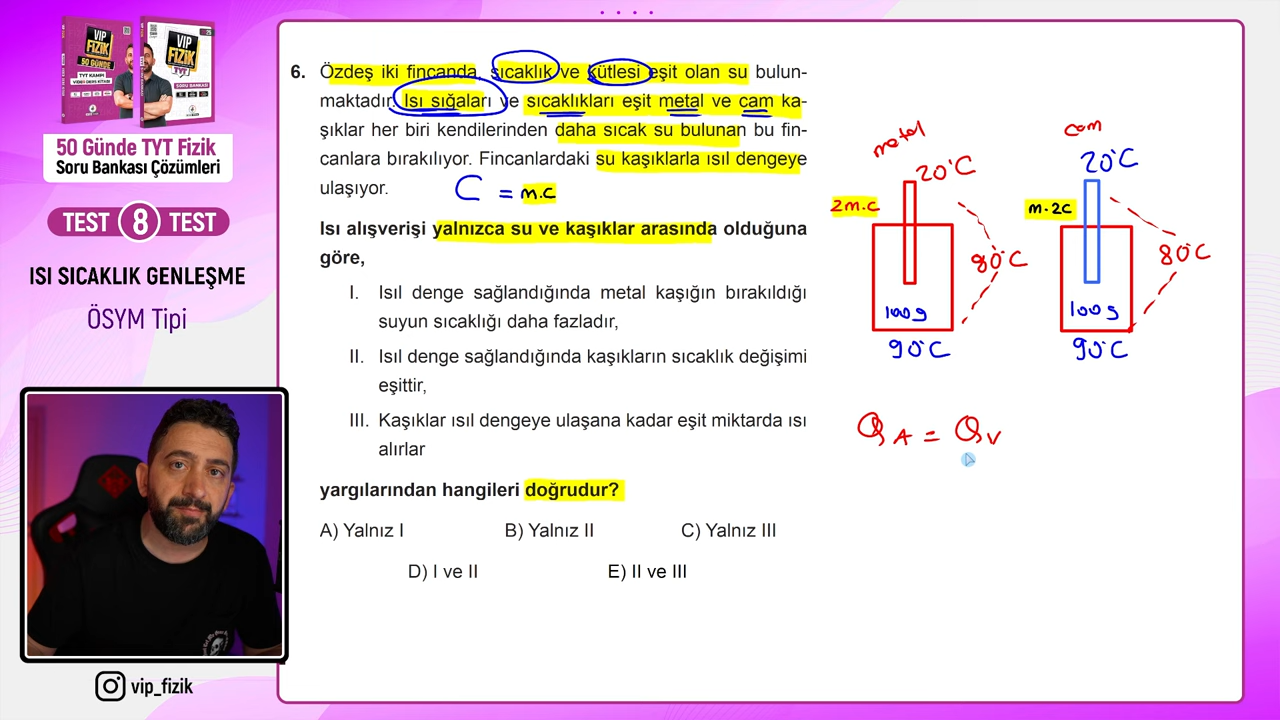 VIP
FİZİK
50 GÜNDE
TYT KAMPI
VİDEO DERS KİTABI
VIP
FİZİK
TYT
SORU BANKASI
50 Günde TYT Fizik
Soru Bankası Çözümleri
TEST 8 TEST
ISI SICAKLIK GENLEŞME
ÖSYM Tipi
vip_fizik
6. Özdeş iki fincanda, sıcaklık ve kütlesi eşit olan su bulun-
maktadır. Isı sığaları ve sıcaklıkları eşit metal ve cam ka-
şıklar her biri kendilerinden daha sıcak su bulunan bu fin-
canlara bırakılıyor. Fincanlardaki su kaşıklarla ısıl dengeye
ulaşıyor.
C = m.c
Isı alışverişi yalnızca su ve kaşıklar arasında olduğuna
göre,
I. Isıl denge sağlandığında metal kaşığın bırakıldığı
suyun sıcaklığı daha fazladır,
II. Isıl denge sağlandığında kaşıkların sıcaklık değişimi
eşittir,
III. Kaşıklar ısıl dengeye ulaşana kadar eşit miktarda ısı
alırlar
yargılarından hangileri doğrudur?
A) Yalnız I B) Yalnız II C) Yalnız III
D) I ve II E) II ve III
metal
20°C
2m.c
80°C
100g
90°C
cam
20°C
m.2c
80°C
100g
90°C
QA = QV